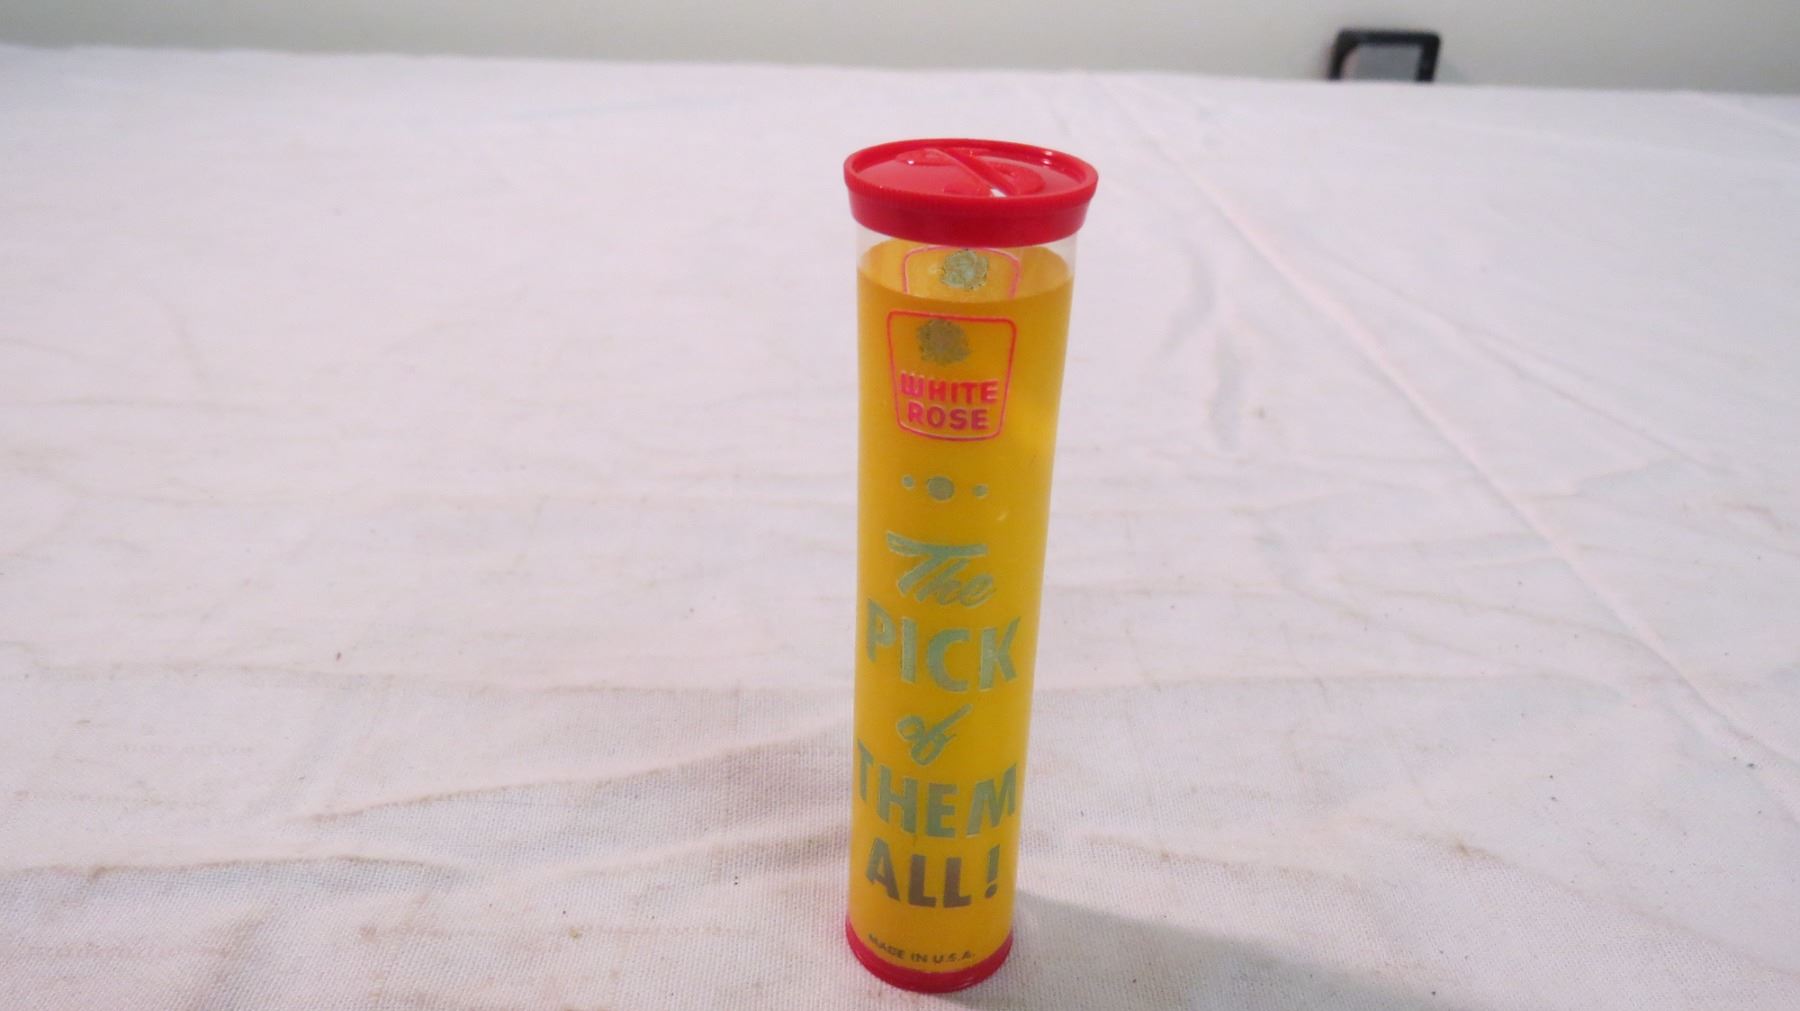 WHITE
ROSE
The
PICK
of
THEM
ALL!
MADE IN U.S.A.